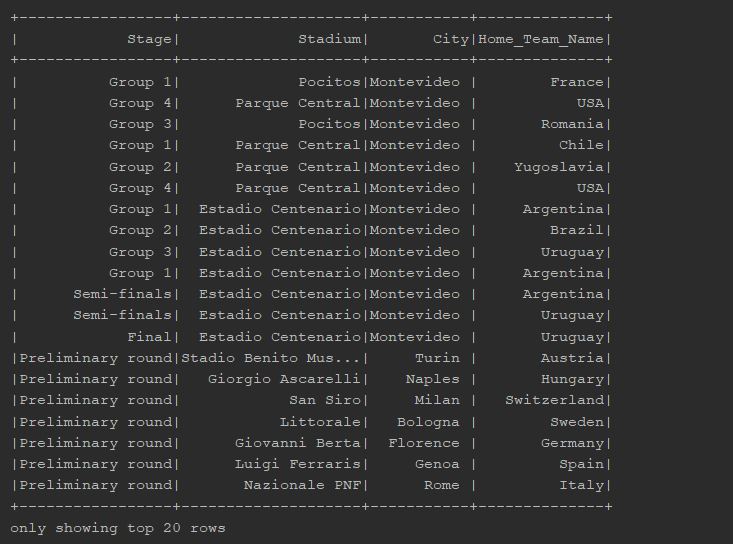 +-----------------+--------------------+-----------+--------------+
|            Stage|             Stadium|       City|Home_Team_Name|
+-----------------+--------------------+-----------+--------------+
|          Group 1|             Pocitos|Montevideo |        France|
|          Group 4|      Parque Central|Montevideo |           USA|
|          Group 3|             Pocitos|Montevideo |       Romania|
|          Group 1|      Parque Central|Montevideo |         Chile|
|          Group 2|      Parque Central|Montevideo |    Yugoslavia|
|          Group 4|      Parque Central|Montevideo |           USA|
|          Group 1|  Estadio Centenario|Montevideo |     Argentina|
|          Group 2|  Estadio Centenario|Montevideo |        Brazil|
|          Group 3|  Estadio Centenario|Montevideo |       Uruguay|
|          Group 1|  Estadio Centenario|Montevideo |     Argentina|
|      Semi-finals|  Estadio Centenario|Montevideo |     Argentina|
|      Semi-finals|  Estadio Centenario|Montevideo |       Uruguay|
|            Final|  Estadio Centenario|Montevideo |       Uruguay|
|Preliminary round|Stadio Benito Mus...|     Turin |       Austria|
|Preliminary round|   Giorgio Ascarelli|    Naples |       Hungary|
|Preliminary round|            San Siro|     Milan |   Switzerland|
|Preliminary round|           Littorale|   Bologna |        Sweden|
|Preliminary round|      Giovanni Berta|  Florence |       Germany|
|Preliminary round|      Luigi Ferraris|     Genoa |         Spain|
|Preliminary round|       Nazionale PNF|      Rome |         Italy|
+-----------------+--------------------+-----------+--------------+
only showing top 20 rows